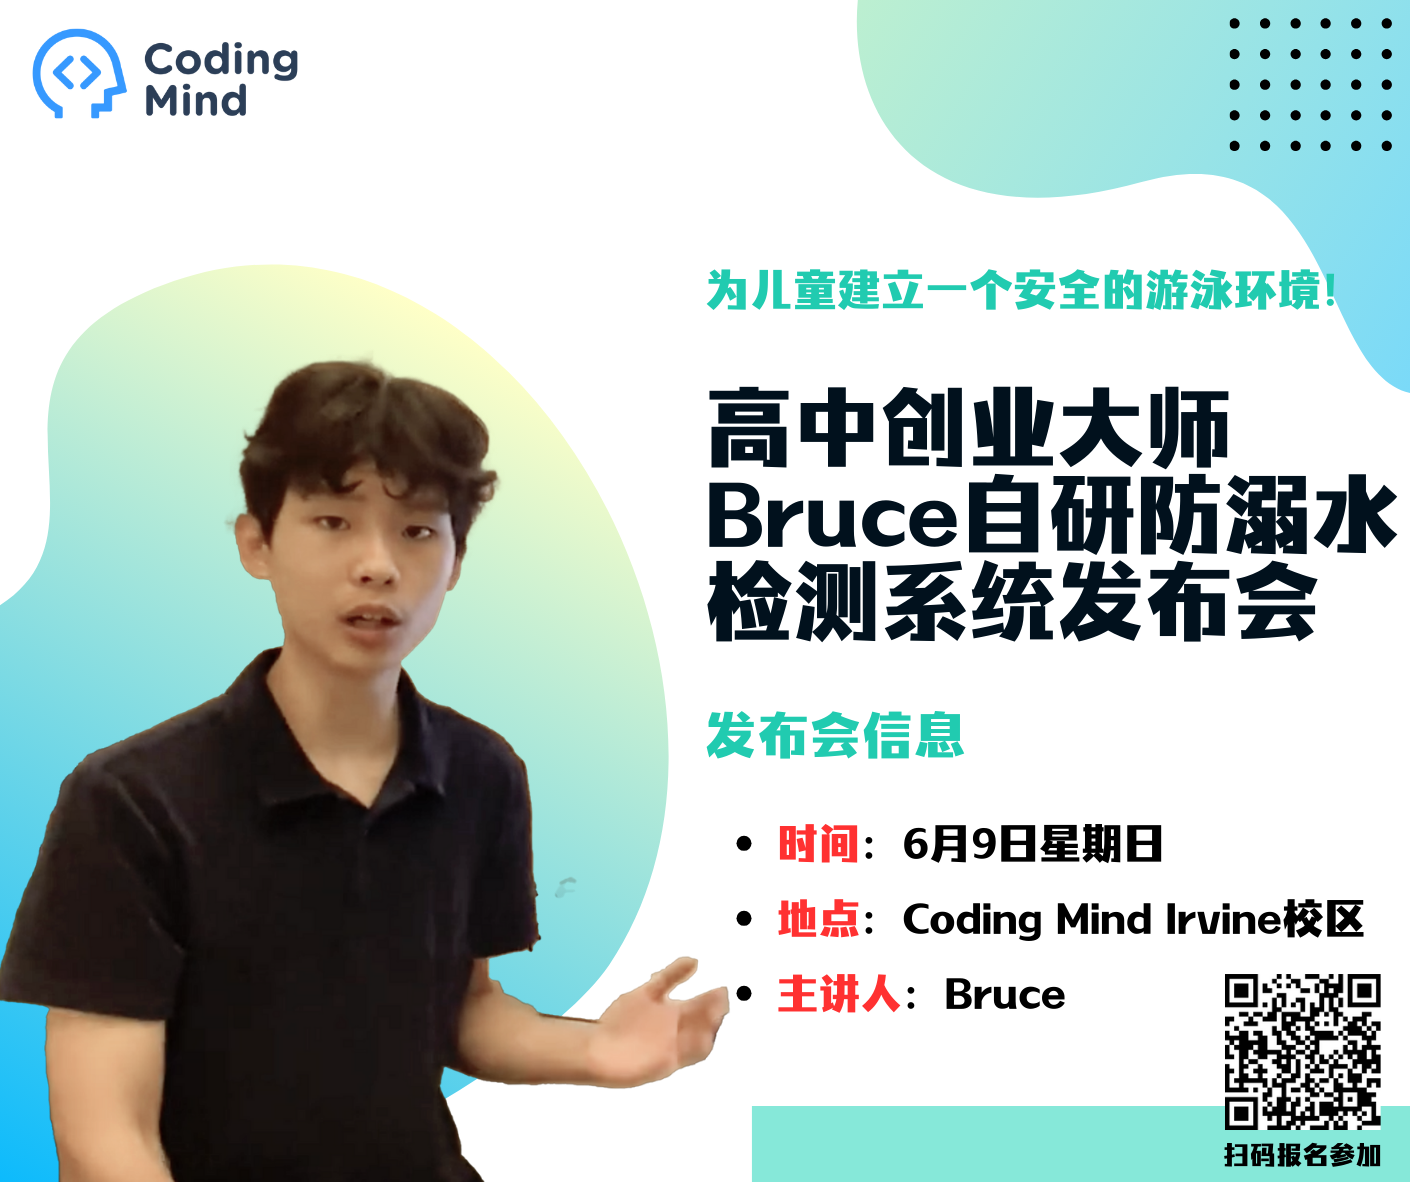 Coding
Mind
为儿童建立一个安全的游泳环境!
高中创业大师
Bruce自研防溺水
检测系统发布会
发布会信息
• 时间：6月9日星期日
• 地点：Coding Mind Irvine校区
• 主讲人：Bruce
扫码报名参加